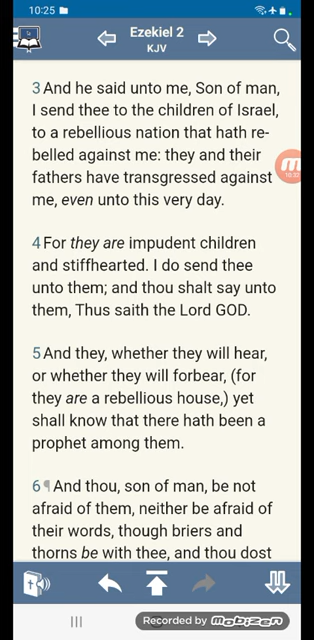 10:25
Ezekiel 2
KJV
3 And he said unto me, Son of man,
I send thee to the children of Israel,
to a rebellious nation that hath re-
belled against me: they and their
fathers have transgressed against
me, even unto this very day.
4 For they are impudent children
and stiffhearted. I do send thee
unto them; and thou shalt say unto
them, Thus saith the Lord GOD.
5 And they, whether they will hear,
or whether they will forbear, (for
they are a rebellious house,) yet
shall know that there hath been a
prophet among them.
6 ¶ And thou, son of man, be not
afraid of them, neither be afraid of
their words, though briers and
thorns be with thee, and thou dost
Recorded by mobizen